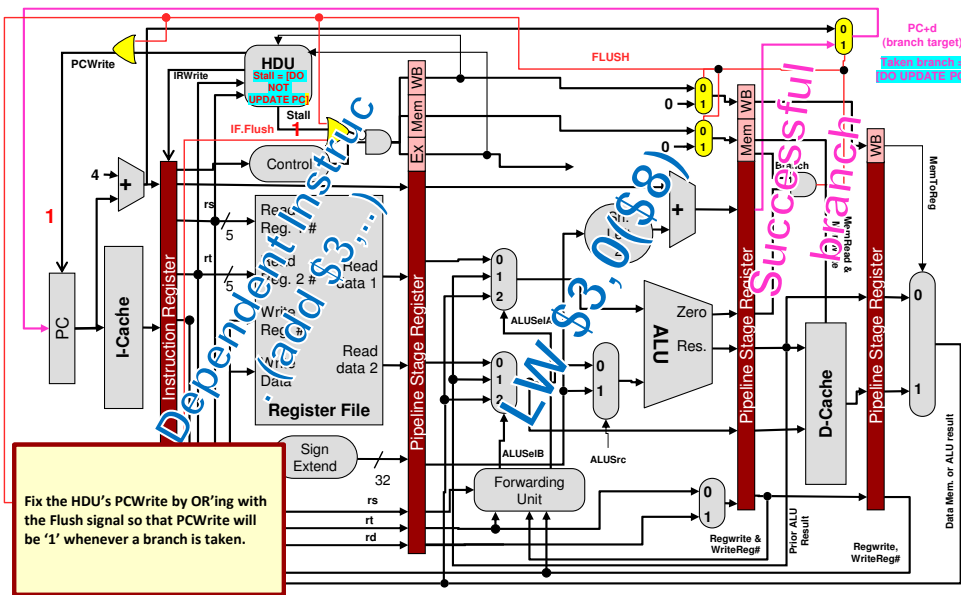 PC+d
(branch target)
Taken branch =
[DO UPDATE PC]
0
1
PCWrite
HDU
Stall = [DO
NOT
UPDATE PC]
Stall
1
IRWrite
IF.Flush
FLUSH
Control
Ex
Mem
WB
0
0
1
0
0
1
Mem
WB
WB
Branch
MemToReg
MemRead &
4
+
1
rs
5
rt
5
PC
I-Cache
Instruction Register
Read
Reg. 1 #
Read
Reg. 2 #
Write
Reg. #
Write
Data
Read
data 1
Read
data 2
Register File
Sign
Extend
32
Dependent Instruc
. (add $3,...)
Pipeline Stage Register
0
1
2
ALUSelA
0
1
2
ALUSelB
0
1
ALUSrc
+
ALU
Zero
Res.
LW $3,0($8)
Forwarding
Unit
rs
rt
rd
0
1
Regwrite &
WriteReg#
Pipeline Stage Register
Successful
branch
Prior ALU
Result
D-Cache
Pipeline Stage Register
Regwrite,
WriteReg#
0
1
Data Mem. or ALU result
Fix the HDU's PCWrite by OR'ing with
the Flush signal so that PCWrite will
be '1' whenever a branch is taken.